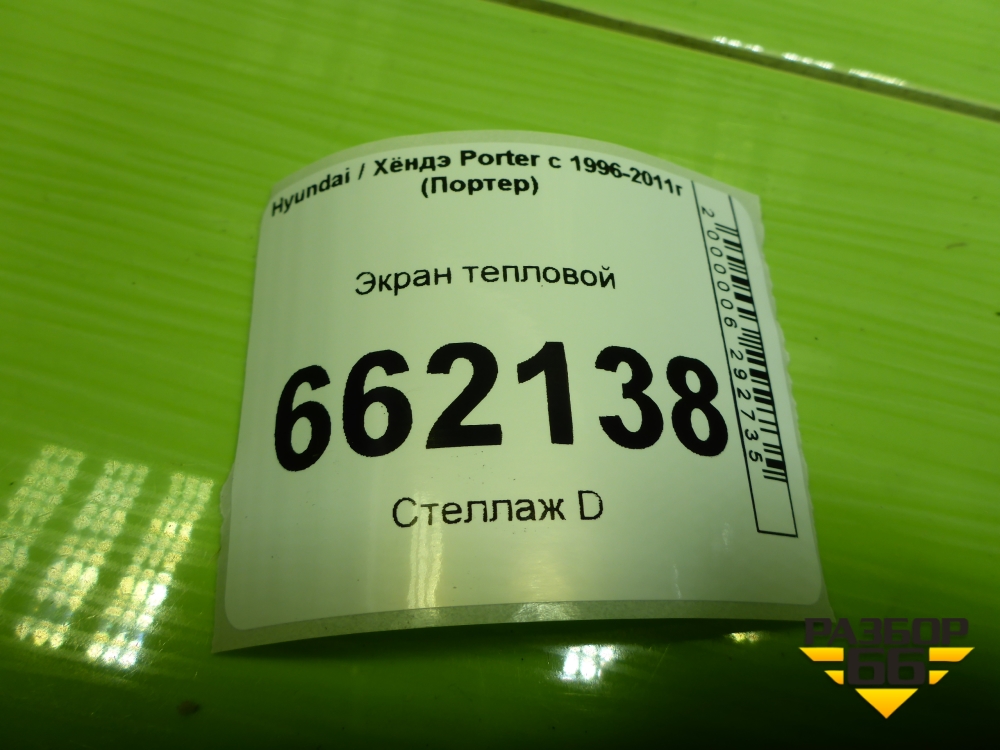 Hyundai / Хёндэ Porter с 1996-2011г
(Портер)
Экран тепловой
662138
Стеллаж D
2000006292735
РАЗБОР
66